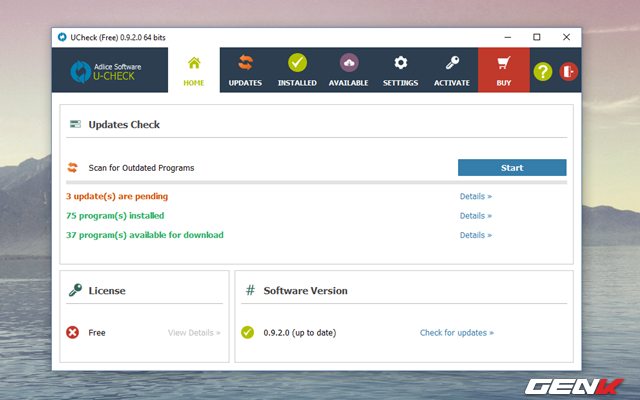 UCheck (Free) 0.9.2.0 64 bits
Adlice Software
U-CHECK
HOME
UPDATES
INSTALLED
AVAILABLE
SETTINGS
ACTIVATE
BUY
?
Updates Check
Scan for Outdated Programs
Start
3 update(s) are pending
Details »
75 program(s) installed
Details »
37 program(s) available for download
Details »
License
Free
View Details »
# Software Version
0.9.2.0 (up to date)
Check for updates »
GENK